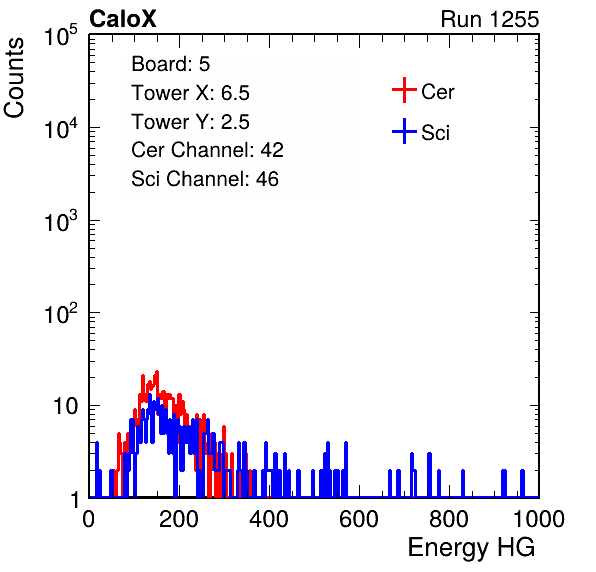 CaloX Run 1255
Counts
Board: 5
Tower X: 6.5
Tower Y: 2.5
Cer Channel: 42
Sci Channel: 46
Cer
Sci
10^5
10^4
10^3
10^2
10
1
0 200 400 600 800 1000
Energy HG